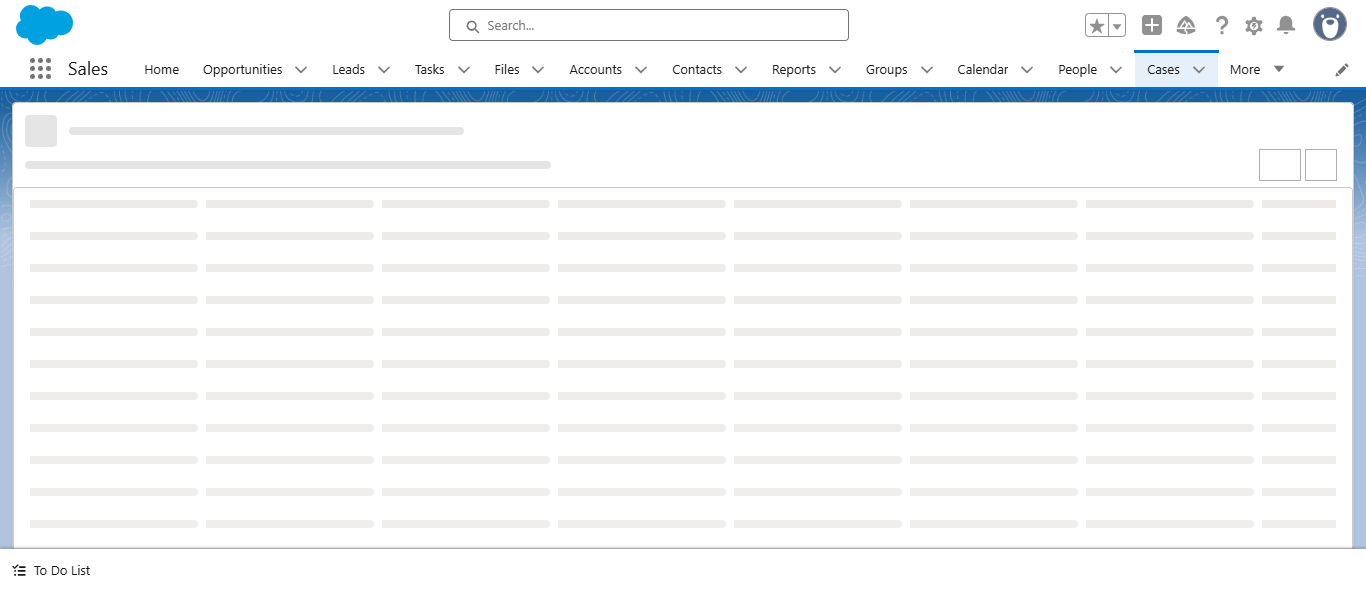 Search...
Sales
Home
Opportunities
Leads
Tasks
Files
Accounts
Contacts
Reports
Groups
Calendar
People
Cases
More
To Do List